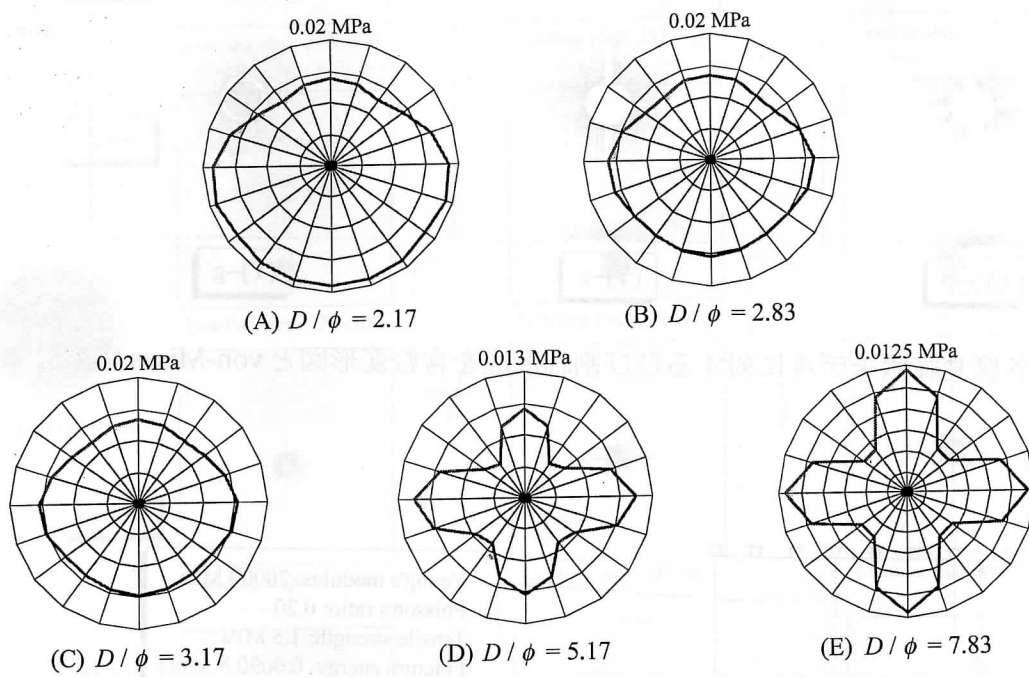 0.02 MPa
0.02 MPa
(A) D / ϕ = 2.17
(B) D / ϕ = 2.83
0.02 MPa
0.013 MPa
0.0125 MPa
(C) D / ϕ = 3.17
(D) D / ϕ = 5.17
(E) D / ϕ = 7.83